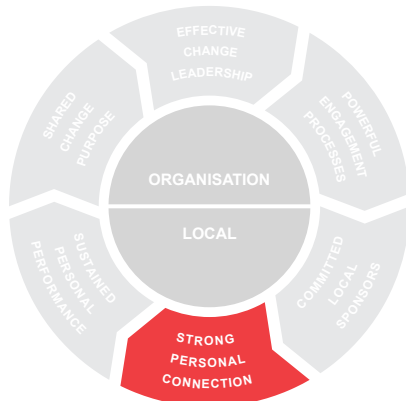 EFFECTIVE
CHANGE
LEADERSHIP
POWERFUL
ENGAGEMENT
PROCESSES
COMMITTED
LOCAL
SPONSORS
STRONG
PERSONAL
CONNECTION
SUSTAINED
PERSONAL
PERFORMANCE
SHARED
CHANGE
PURPOSE
ORGANISATION
LOCAL